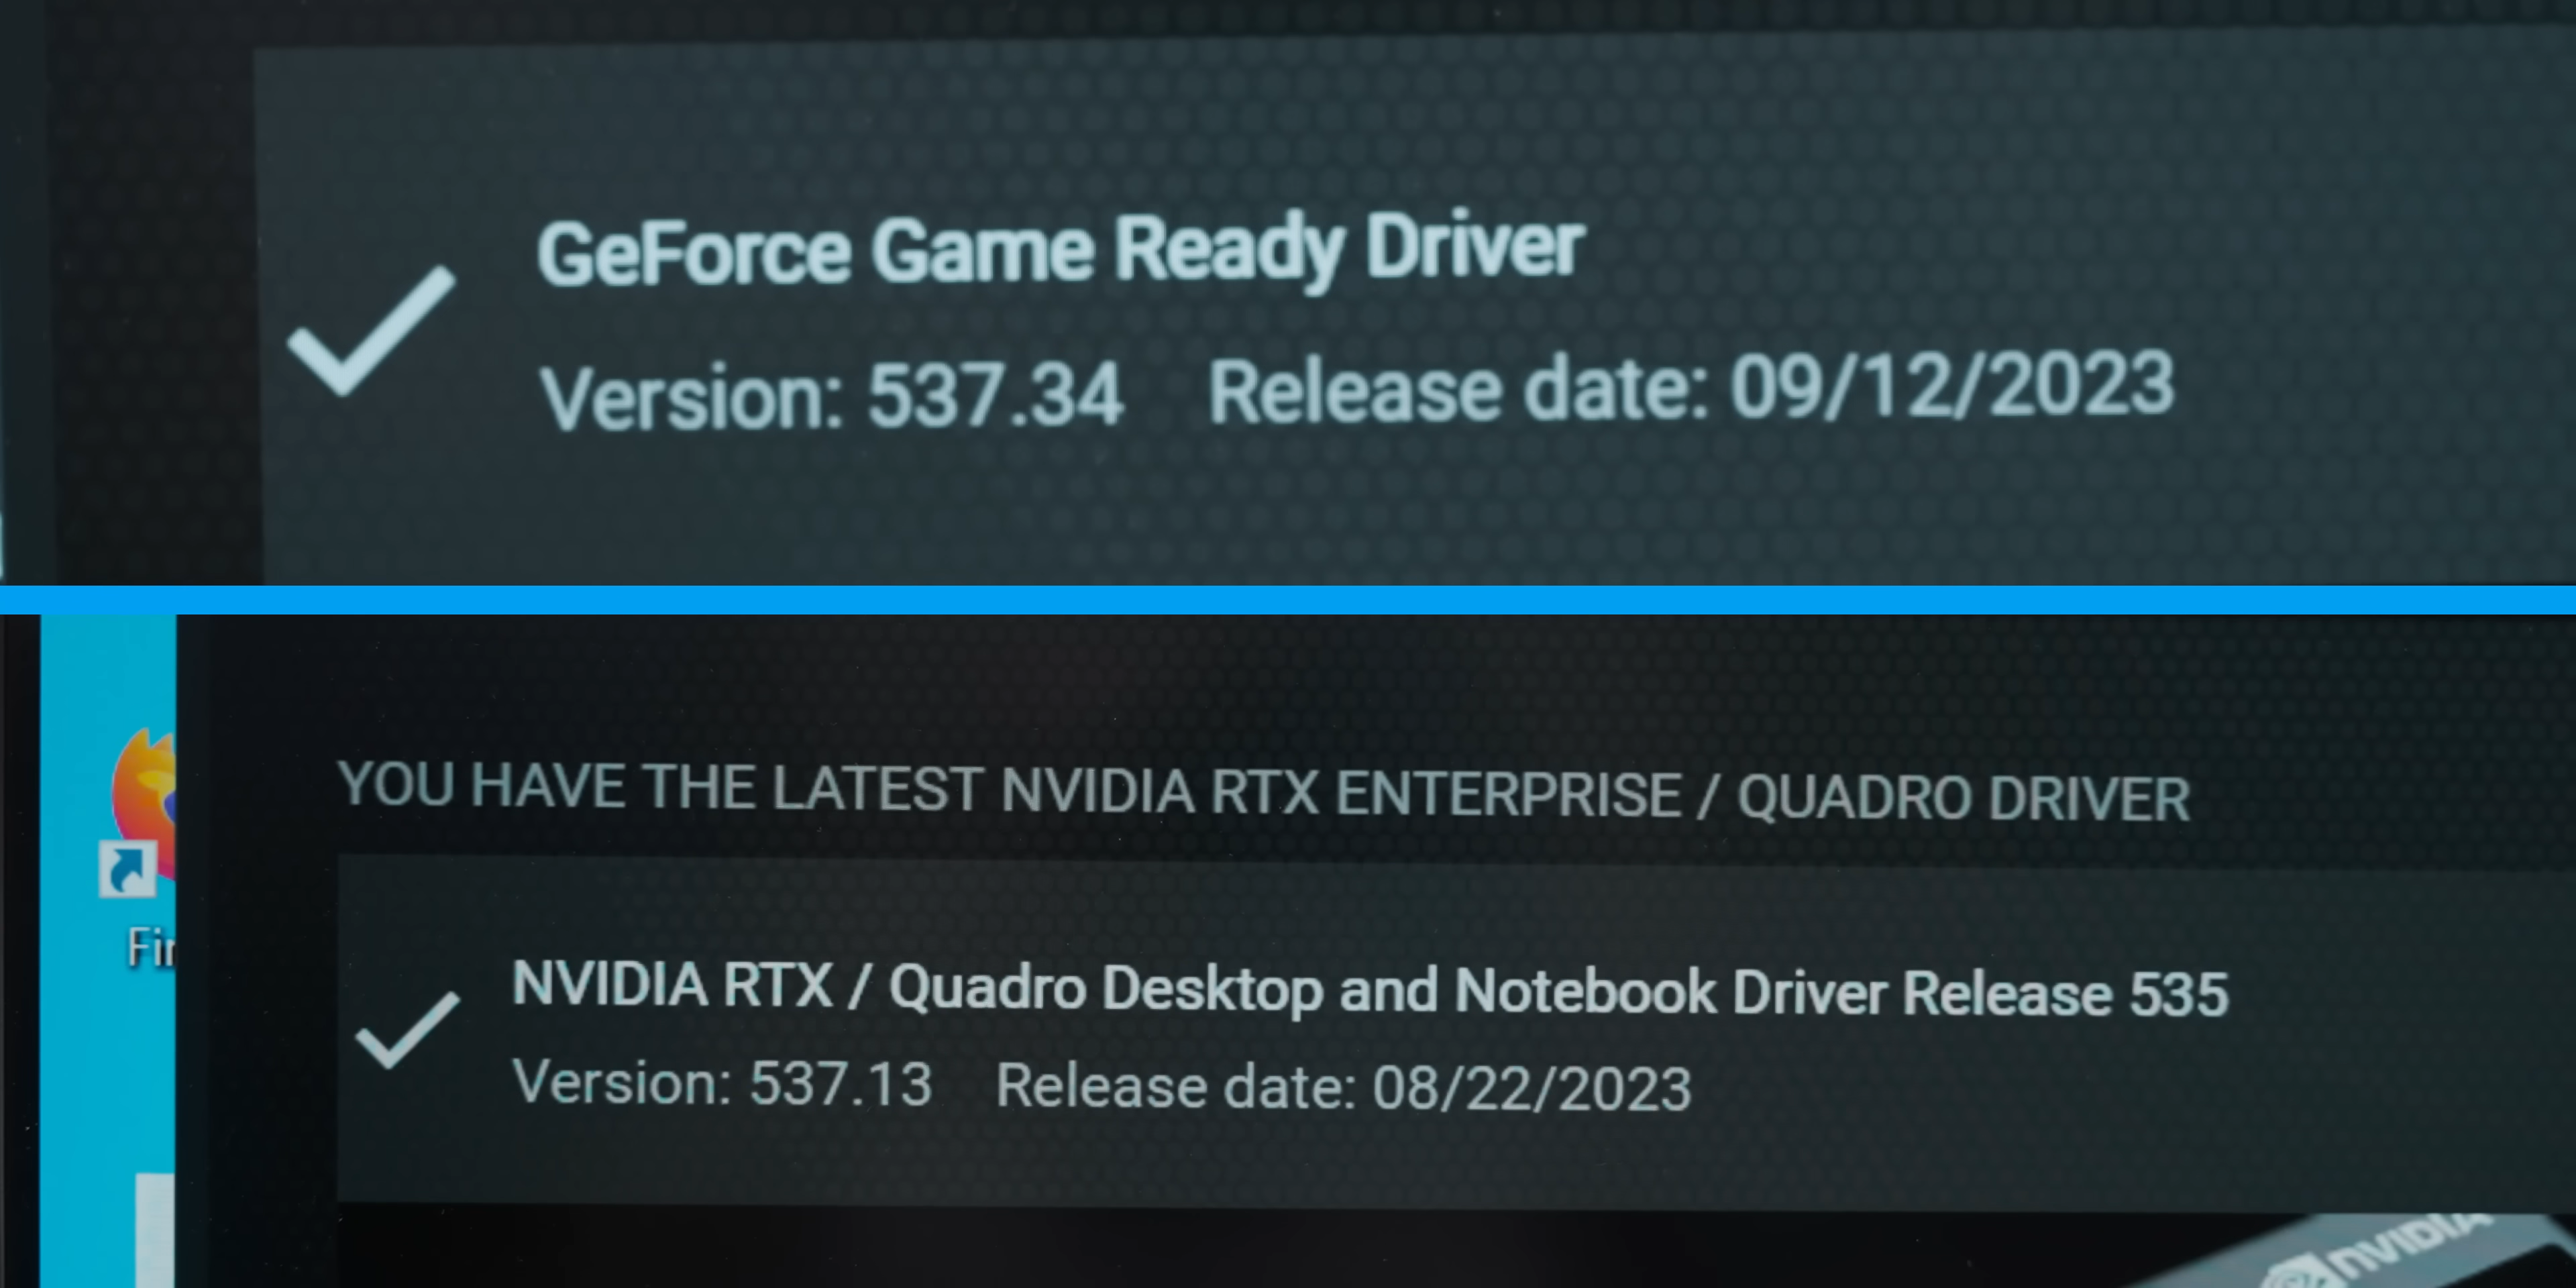 GeForce Game Ready Driver
Version: 537.34 Release date: 09/12/2023
YOU HAVE THE LATEST NVIDIA RTX ENTERPRISE / QUADRO DRIVER
Fir
NVIDIA RTX / Quadro Desktop and Notebook Driver Release 535
Version: 537.13 Release date: 08/22/2023
NVIDIA